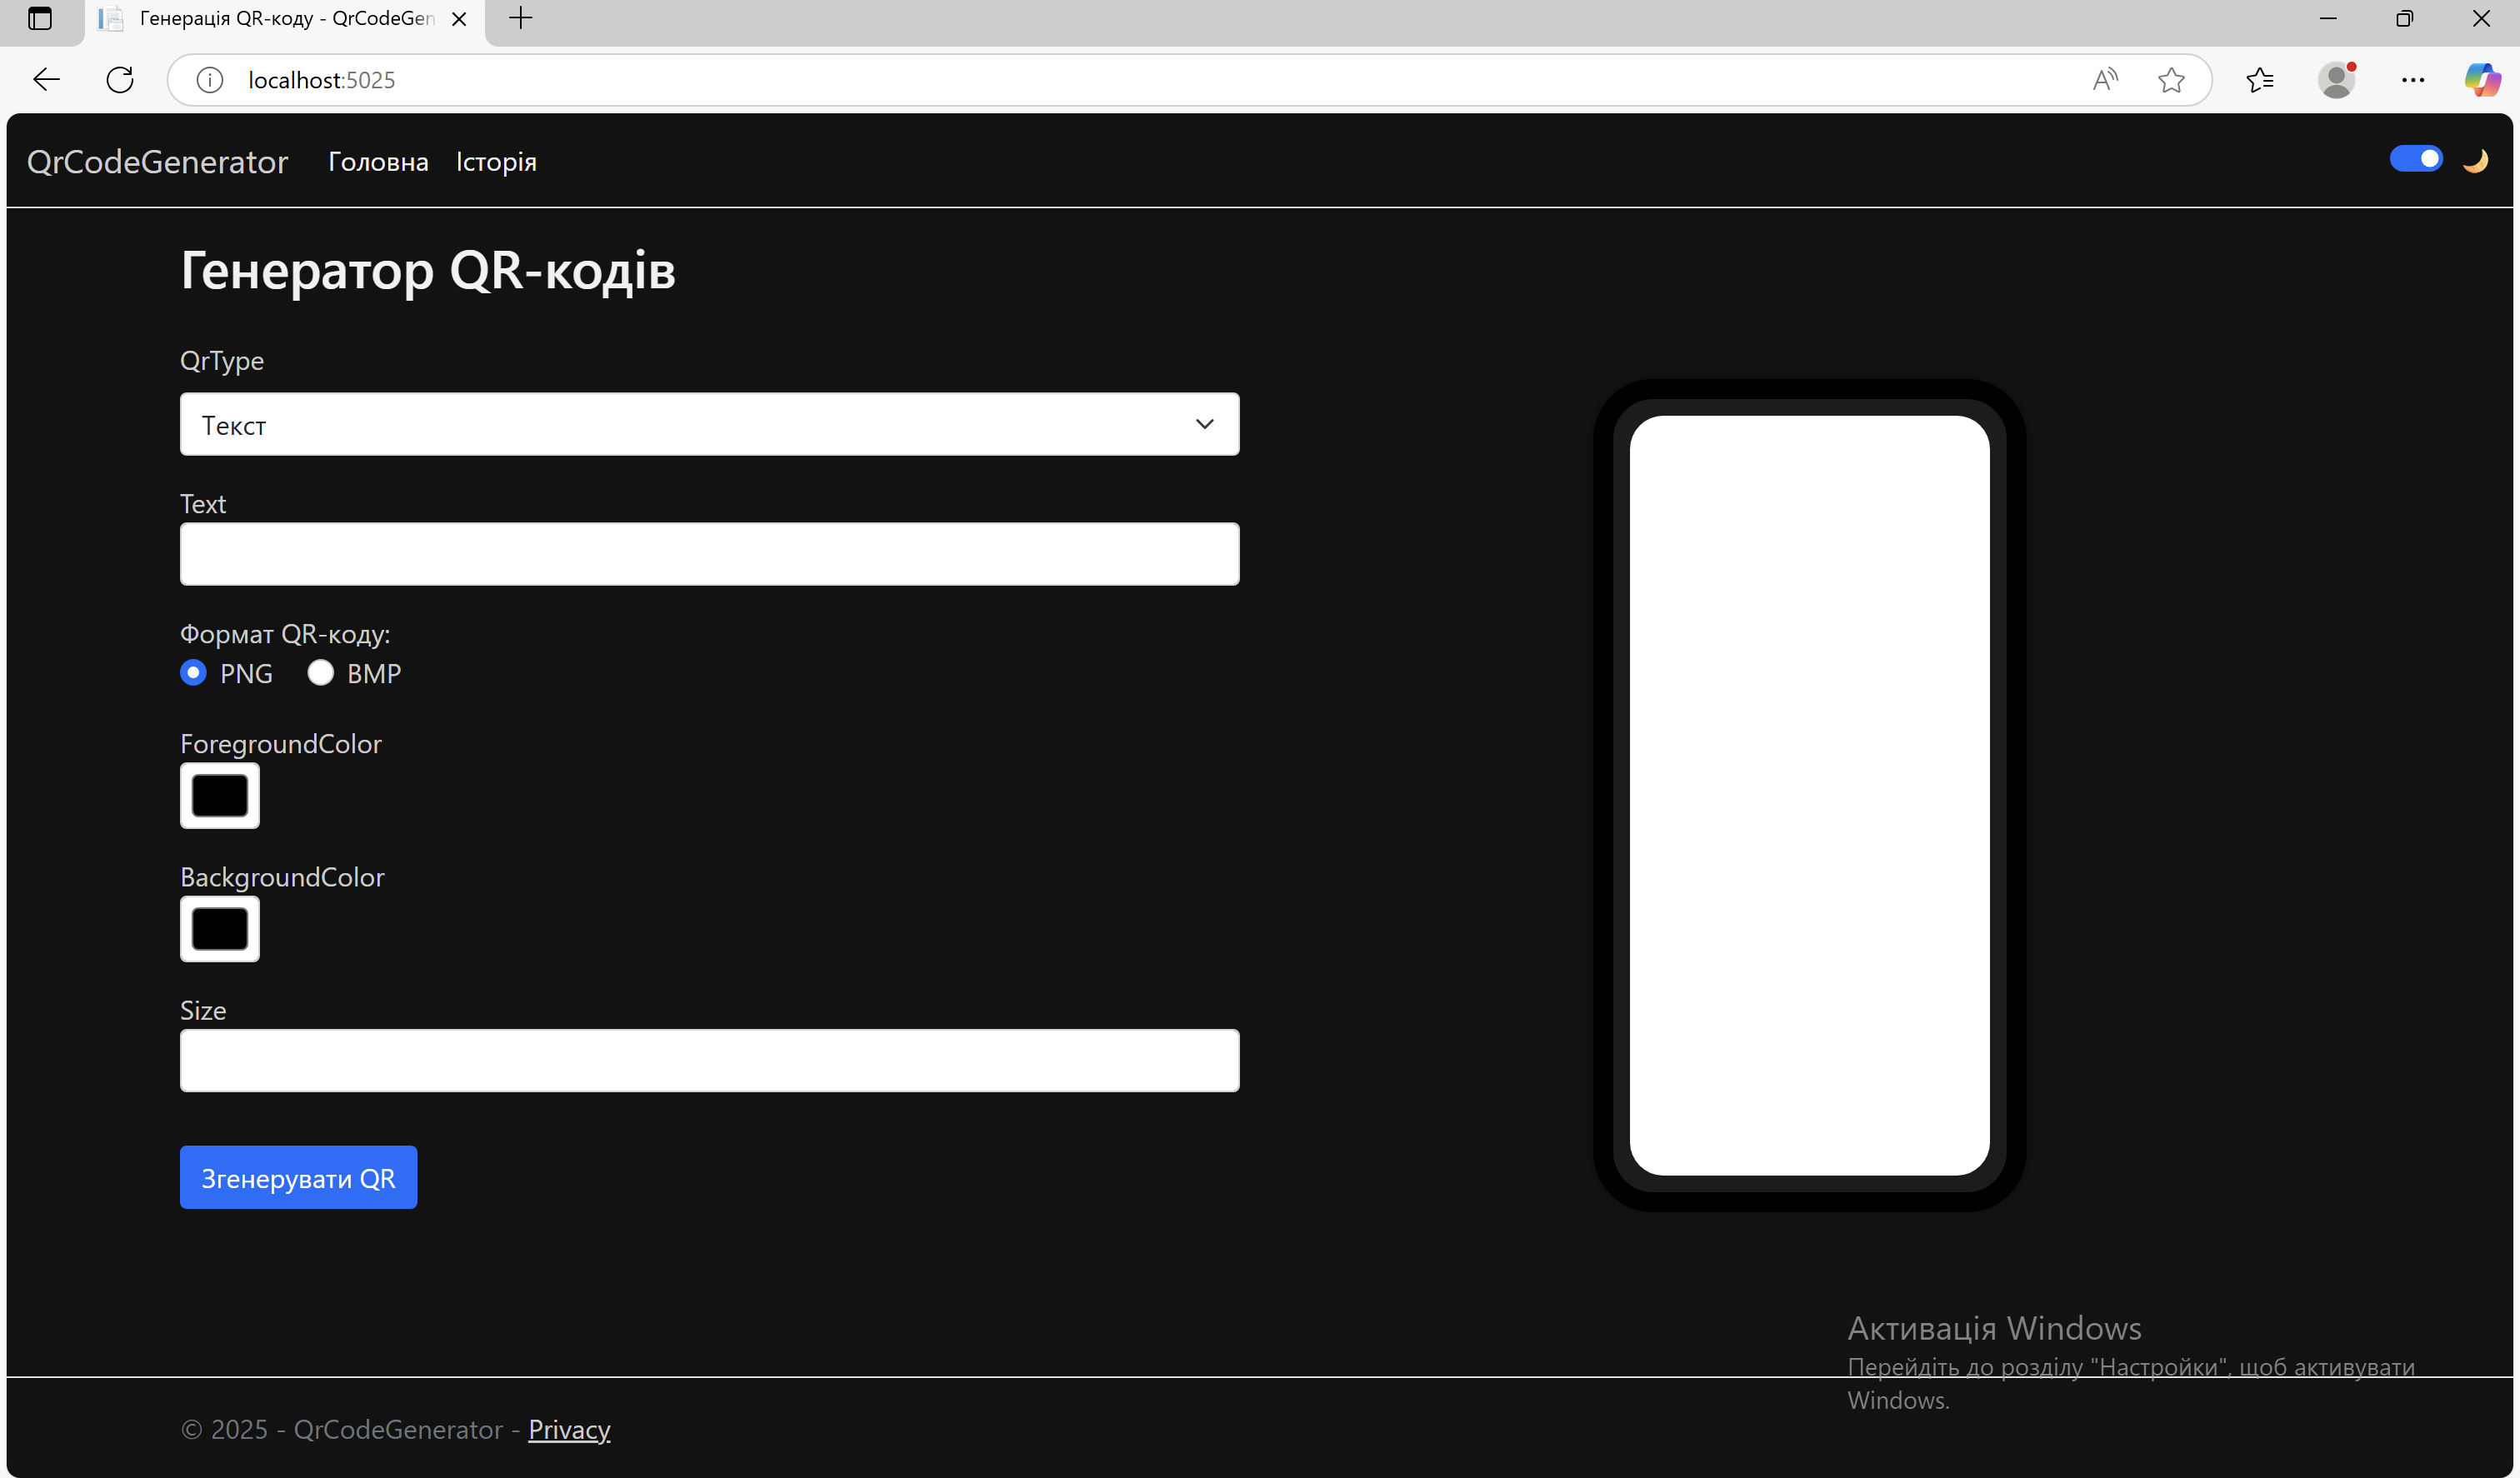 Генерація QR-коду - QrCodeGen
localhost:5025
QrCodeGenerator Головна Історія
Генератор QR-кодів
QrType
Текст
Text
Формат QR-коду:
PNG BMP
ForegroundColor
BackgroundColor
Size
Згенерувати QR
Активація Windows
Перейдіть до розділу "Настройки", щоб активувати
Windows.
© 2025 - QrCodeGenerator - Privacy